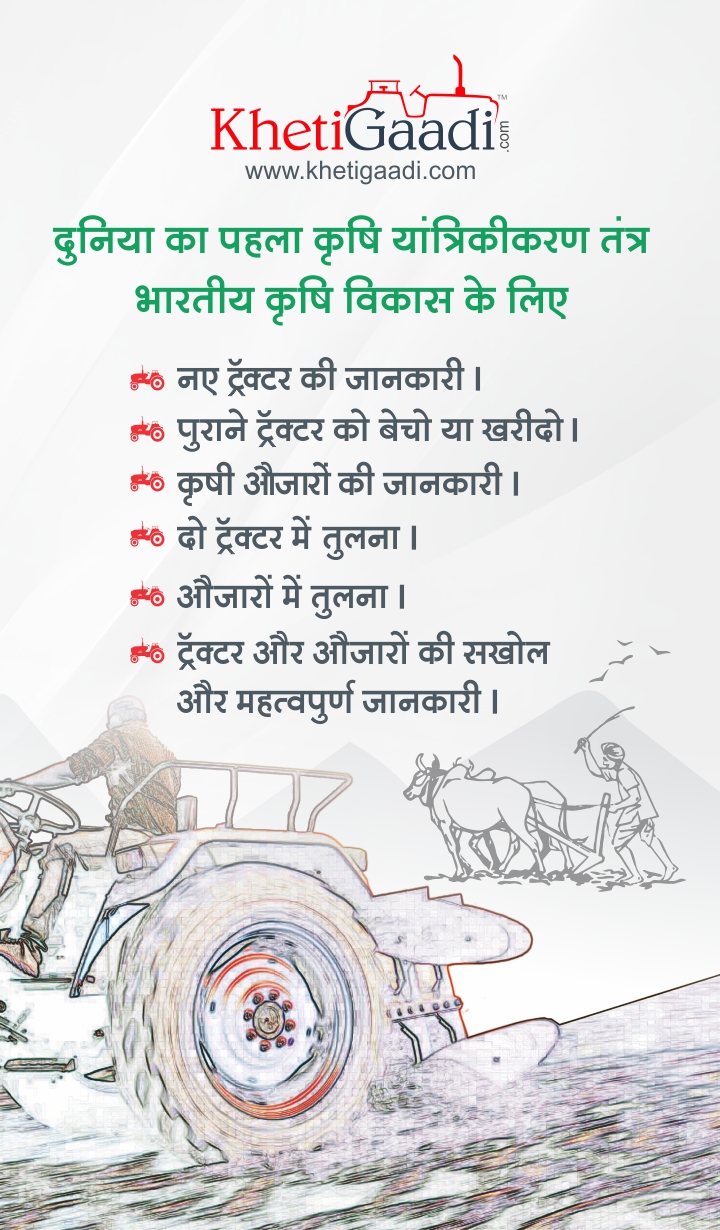 KhetiGaadi.com™
www.khetigaadi.com
दुनिया का पहला कृषि यांत्रिकीकरण तंत्र
भारतीय कृषि विकास के लिए
नए ट्रॅक्टर की जानकारी ।
पुराने ट्रॅक्टर को बेचो या खरीदो ।
कृषी औजारों की जानकारी ।
दो ट्रॅक्टर में तुलना ।
औजारों में तुलना ।
ट्रॅक्टर और औजारों की सखोल
और महत्वपुर्ण जानकारी ।